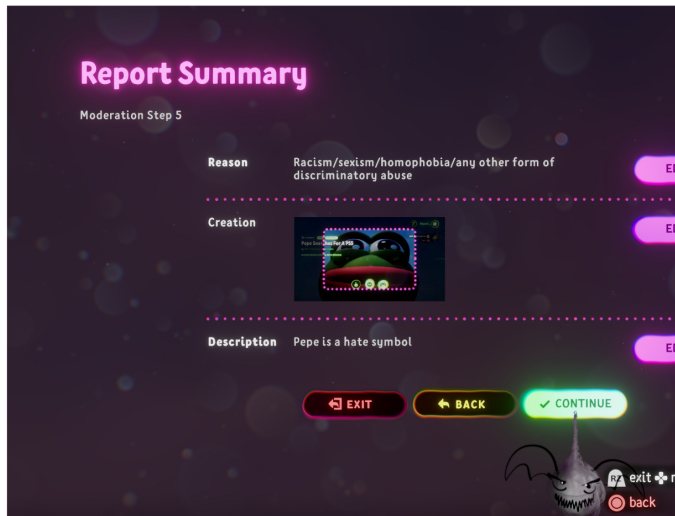 Report Summary
Moderation Step 5
Reason
Racism/sexism/homophobia/any other form of
discriminatory abuse
Creation
Description
Pepe is a hate symbol
EXIT
BACK
CONTINUE
R2 exit
back